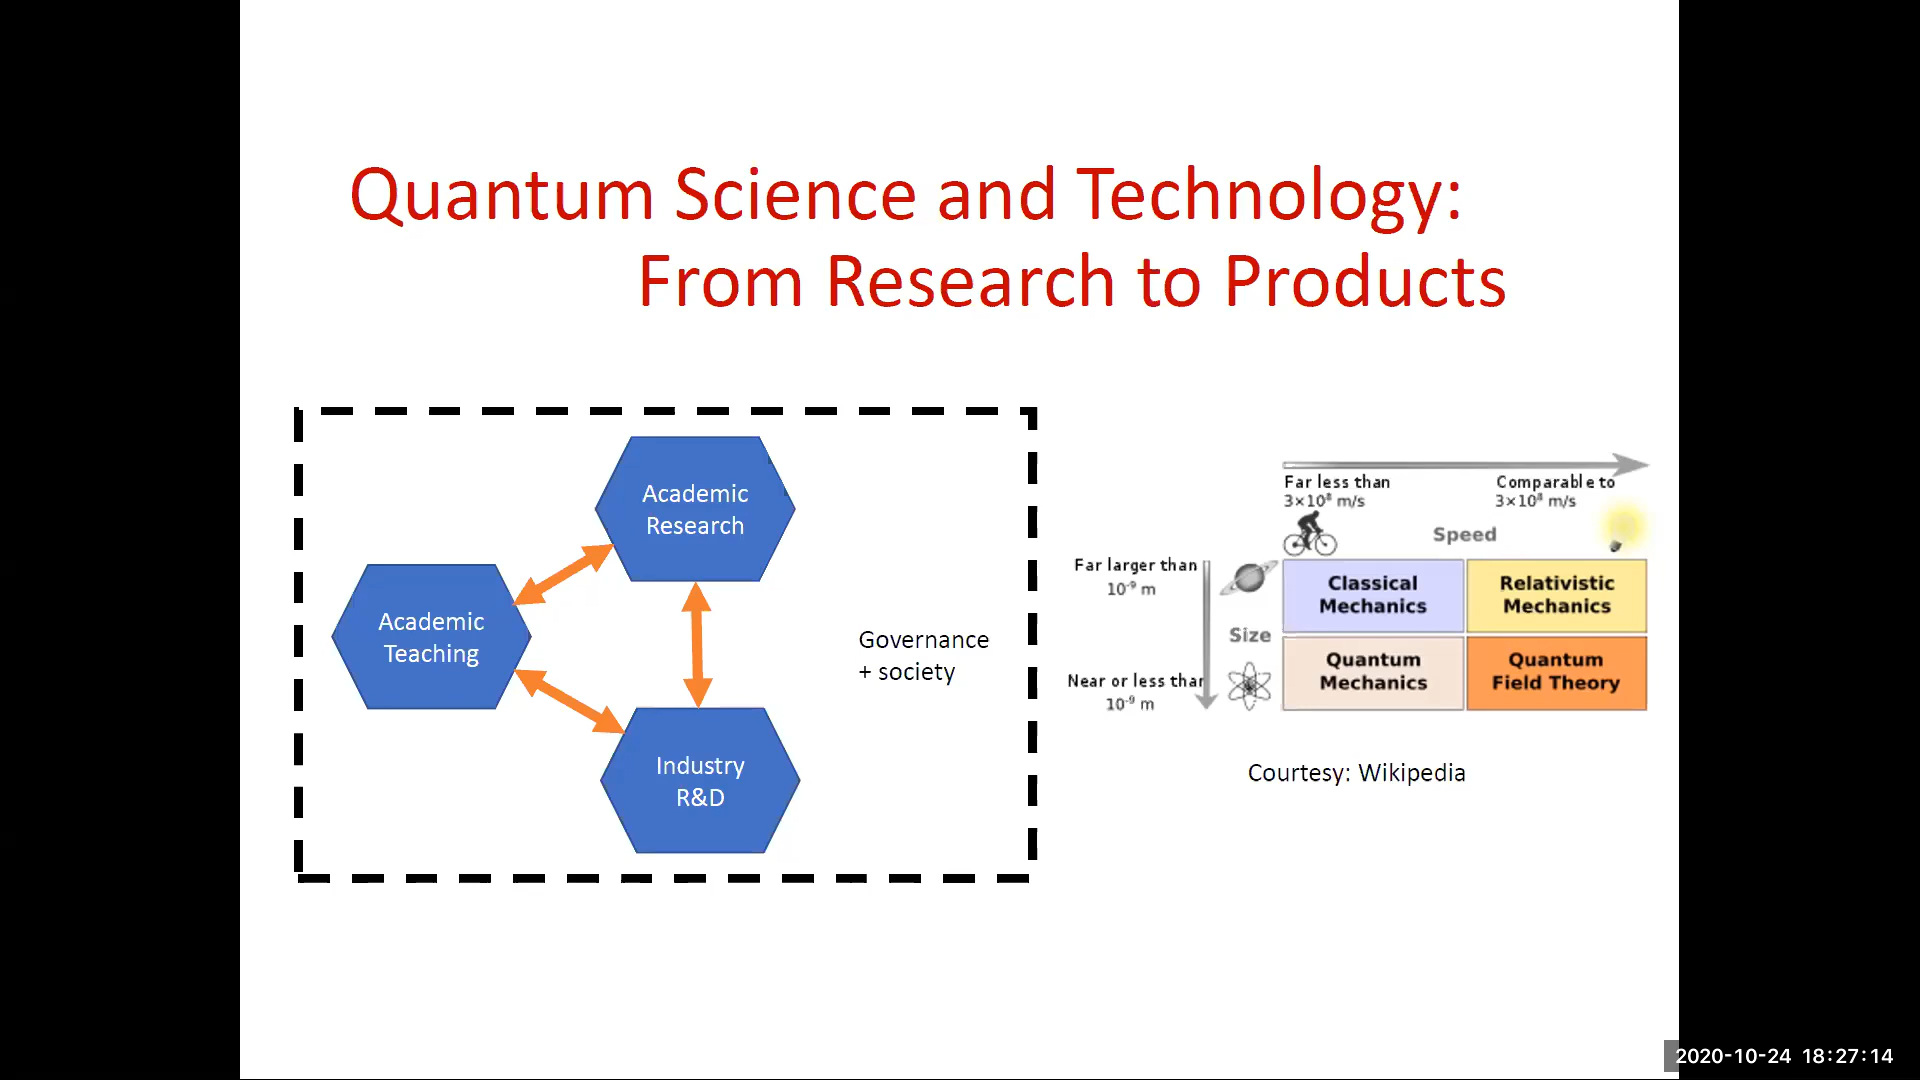 Quantum Science and Technology:
From Research to Products
Academic
Research
Academic
Teaching
Industry
R&D
Governance
+ society
Far less than
3×10⁸ m/s
Comparable to
3×10⁸ m/s
Speed
Far larger than
10⁻⁹ m
Size
Near or less than
10⁻⁹ m
Classical
Mechanics
Relativistic
Mechanics
Quantum
Mechanics
Quantum
Field Theory
Courtesy: Wikipedia
2020-10-24 18:27:14